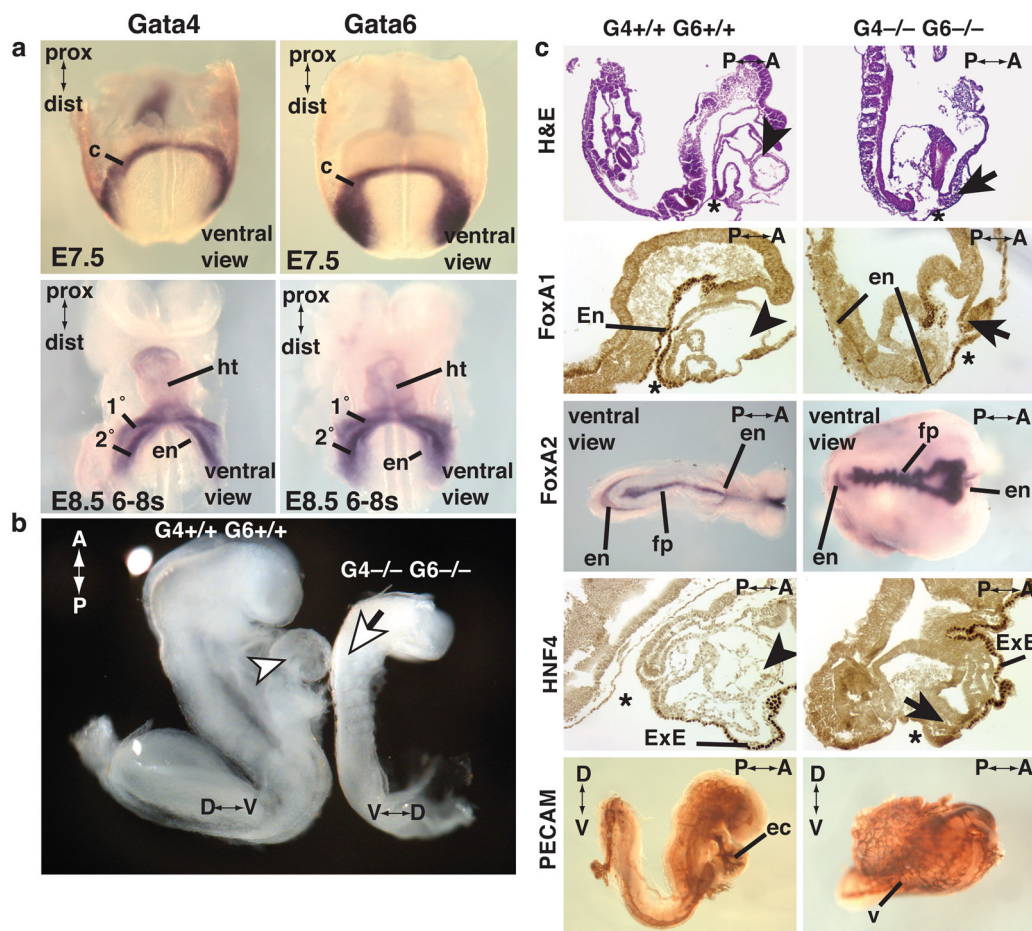 Gata4
Gata6
a
prox
dist
c
E7.5
ventral
view
prox
dist
c
E7.5
ventral
view
prox
dist
ht
1°
2°
en
E8.5 6-8s
ventral
view
prox
dist
ht
1°
2°
en
E8.5 6-8s
ventral
view
b
G4+/+ G6+/+
A
P
G4–/– G6–/–
D
V
V
D
c
G4+/+ G6+/+
G4–/– G6–/–
H&E
P
A
*
P
A
*
FoxA1
P
A
En
*
P
A
en
*
FoxA2
ventral
view
P
A
en
fp
en
ventral
view
P
A
fp
en
en
HNF4
P
A
*
ExE
P
A
ExE
*
PECAM
D
V
P
A
ec
D
V
P
A
v